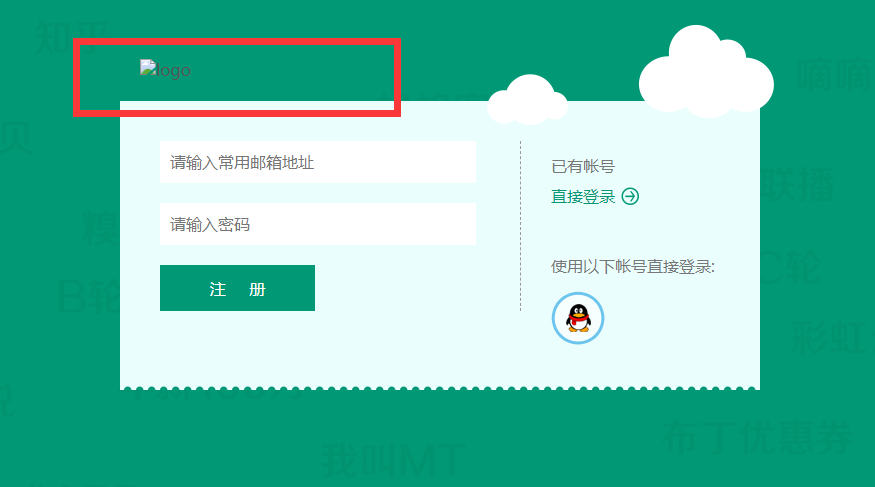 知乎
logo
嘀嘀
贝
请输入常用邮箱地址
已有帐号
联播
直接登录
请输入密码
糗
C轮
使用以下帐号直接登录:
B轮
注 册
彩虹
布丁优惠券
我叫MT